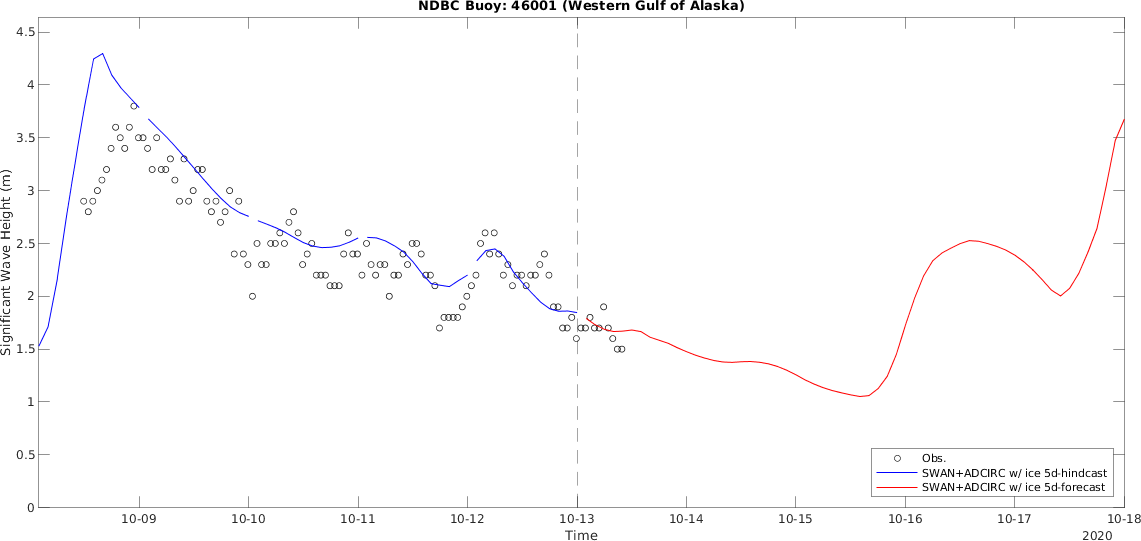 NDBC Buoy: 46001 (Western Gulf of Alaska)
4.5
4
3.5
3
2.5
2
1.5
1
0.5
0
Significant Wave Height (m)
Obs.
SWAN+ADCIRC w/ ice 5d-hindcast
SWAN+ADCIRC w/ ice 5d-forecast
10-09 10-10 10-11 10-12 10-13 10-14 10-15 10-16 10-17 10-18
Time
2020